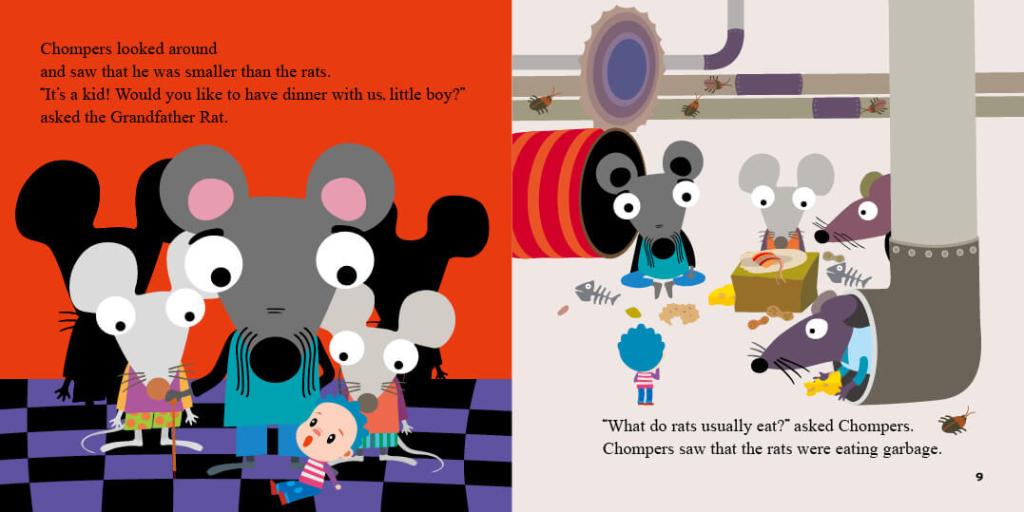 Chompers looked around
and saw that he was smaller than the rats.
"It's a kid! Would you like to have dinner with us, little boy?"
asked the Grandfather Rat.
"What do rats usually eat?" asked Chompers.
Chompers saw that the rats were eating garbage.
9